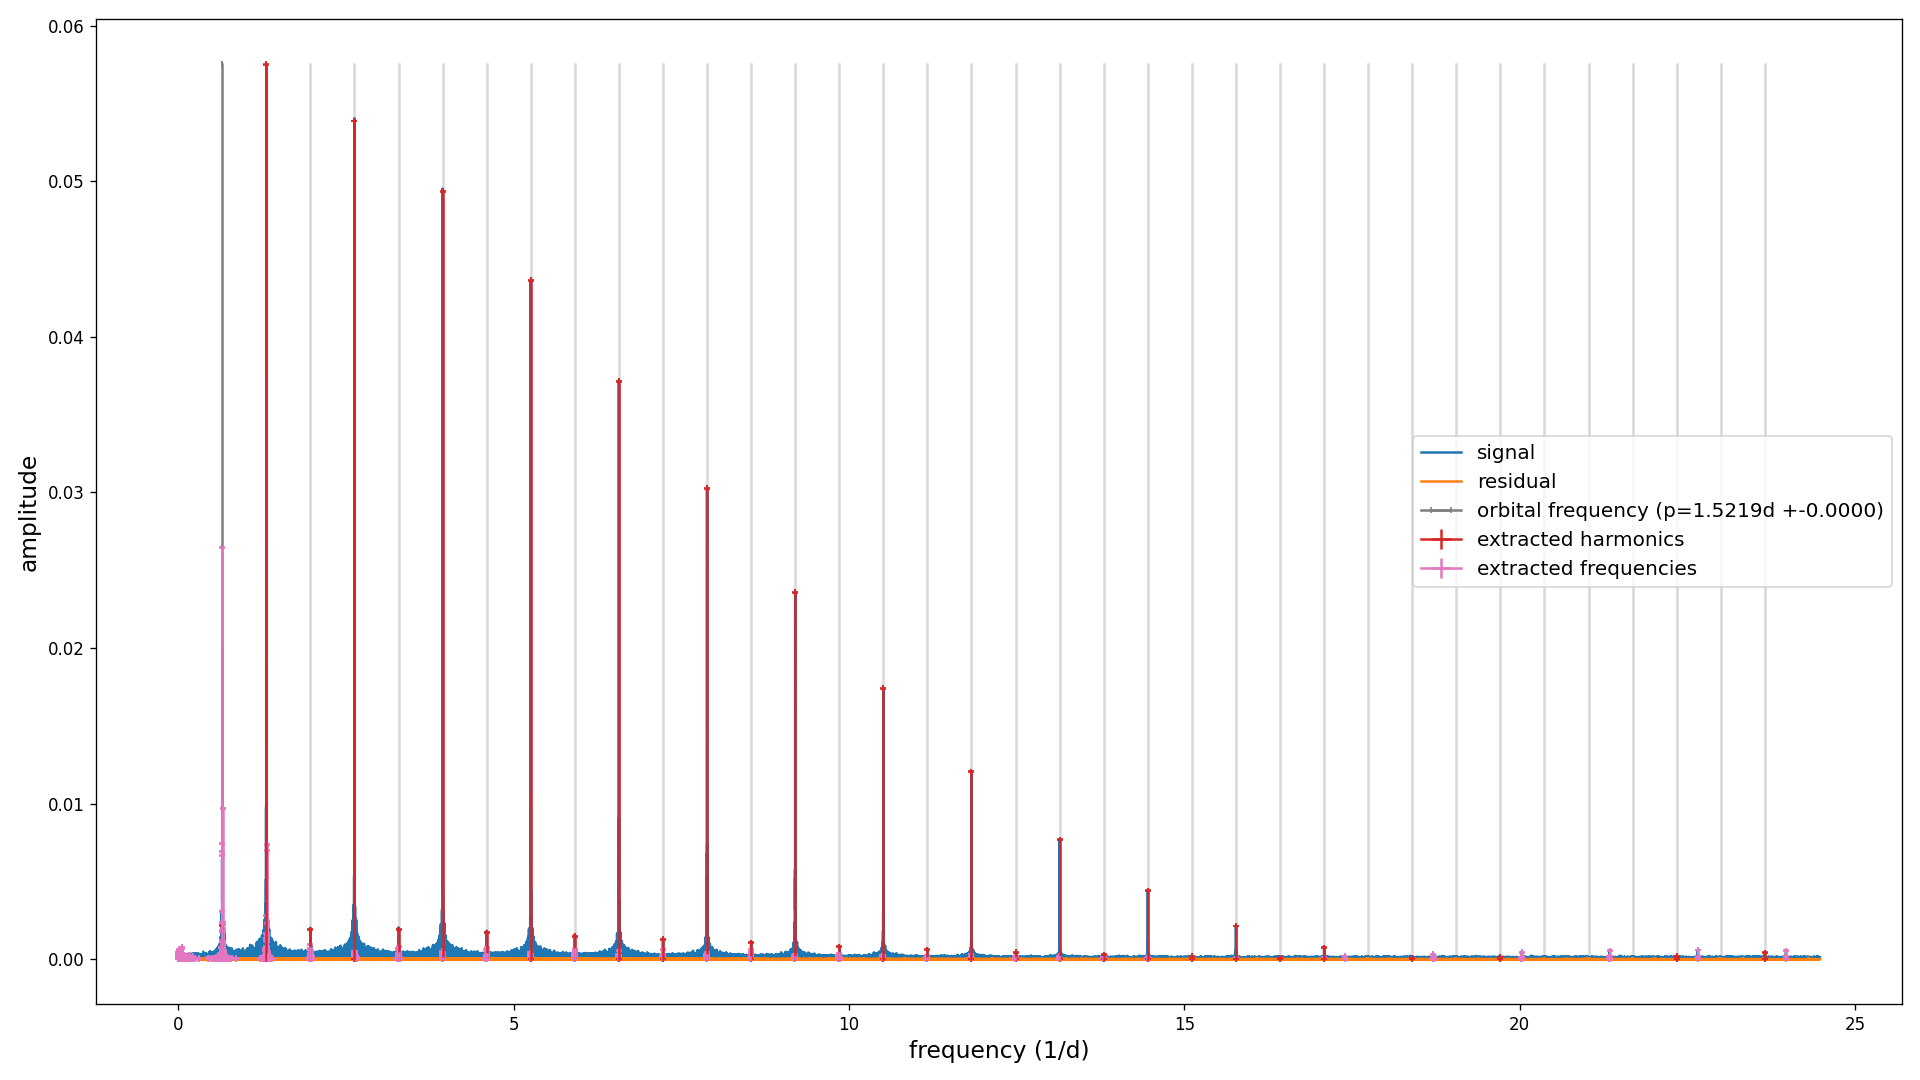 0.06
0.05
0.04
0.03
0.02
0.01
0.00
amplitude
signal
residual
orbital frequency (p=1.5219d +-0.0000)
extracted harmonics
extracted frequencies
0 5 10 15 20 25
frequency (1/d)